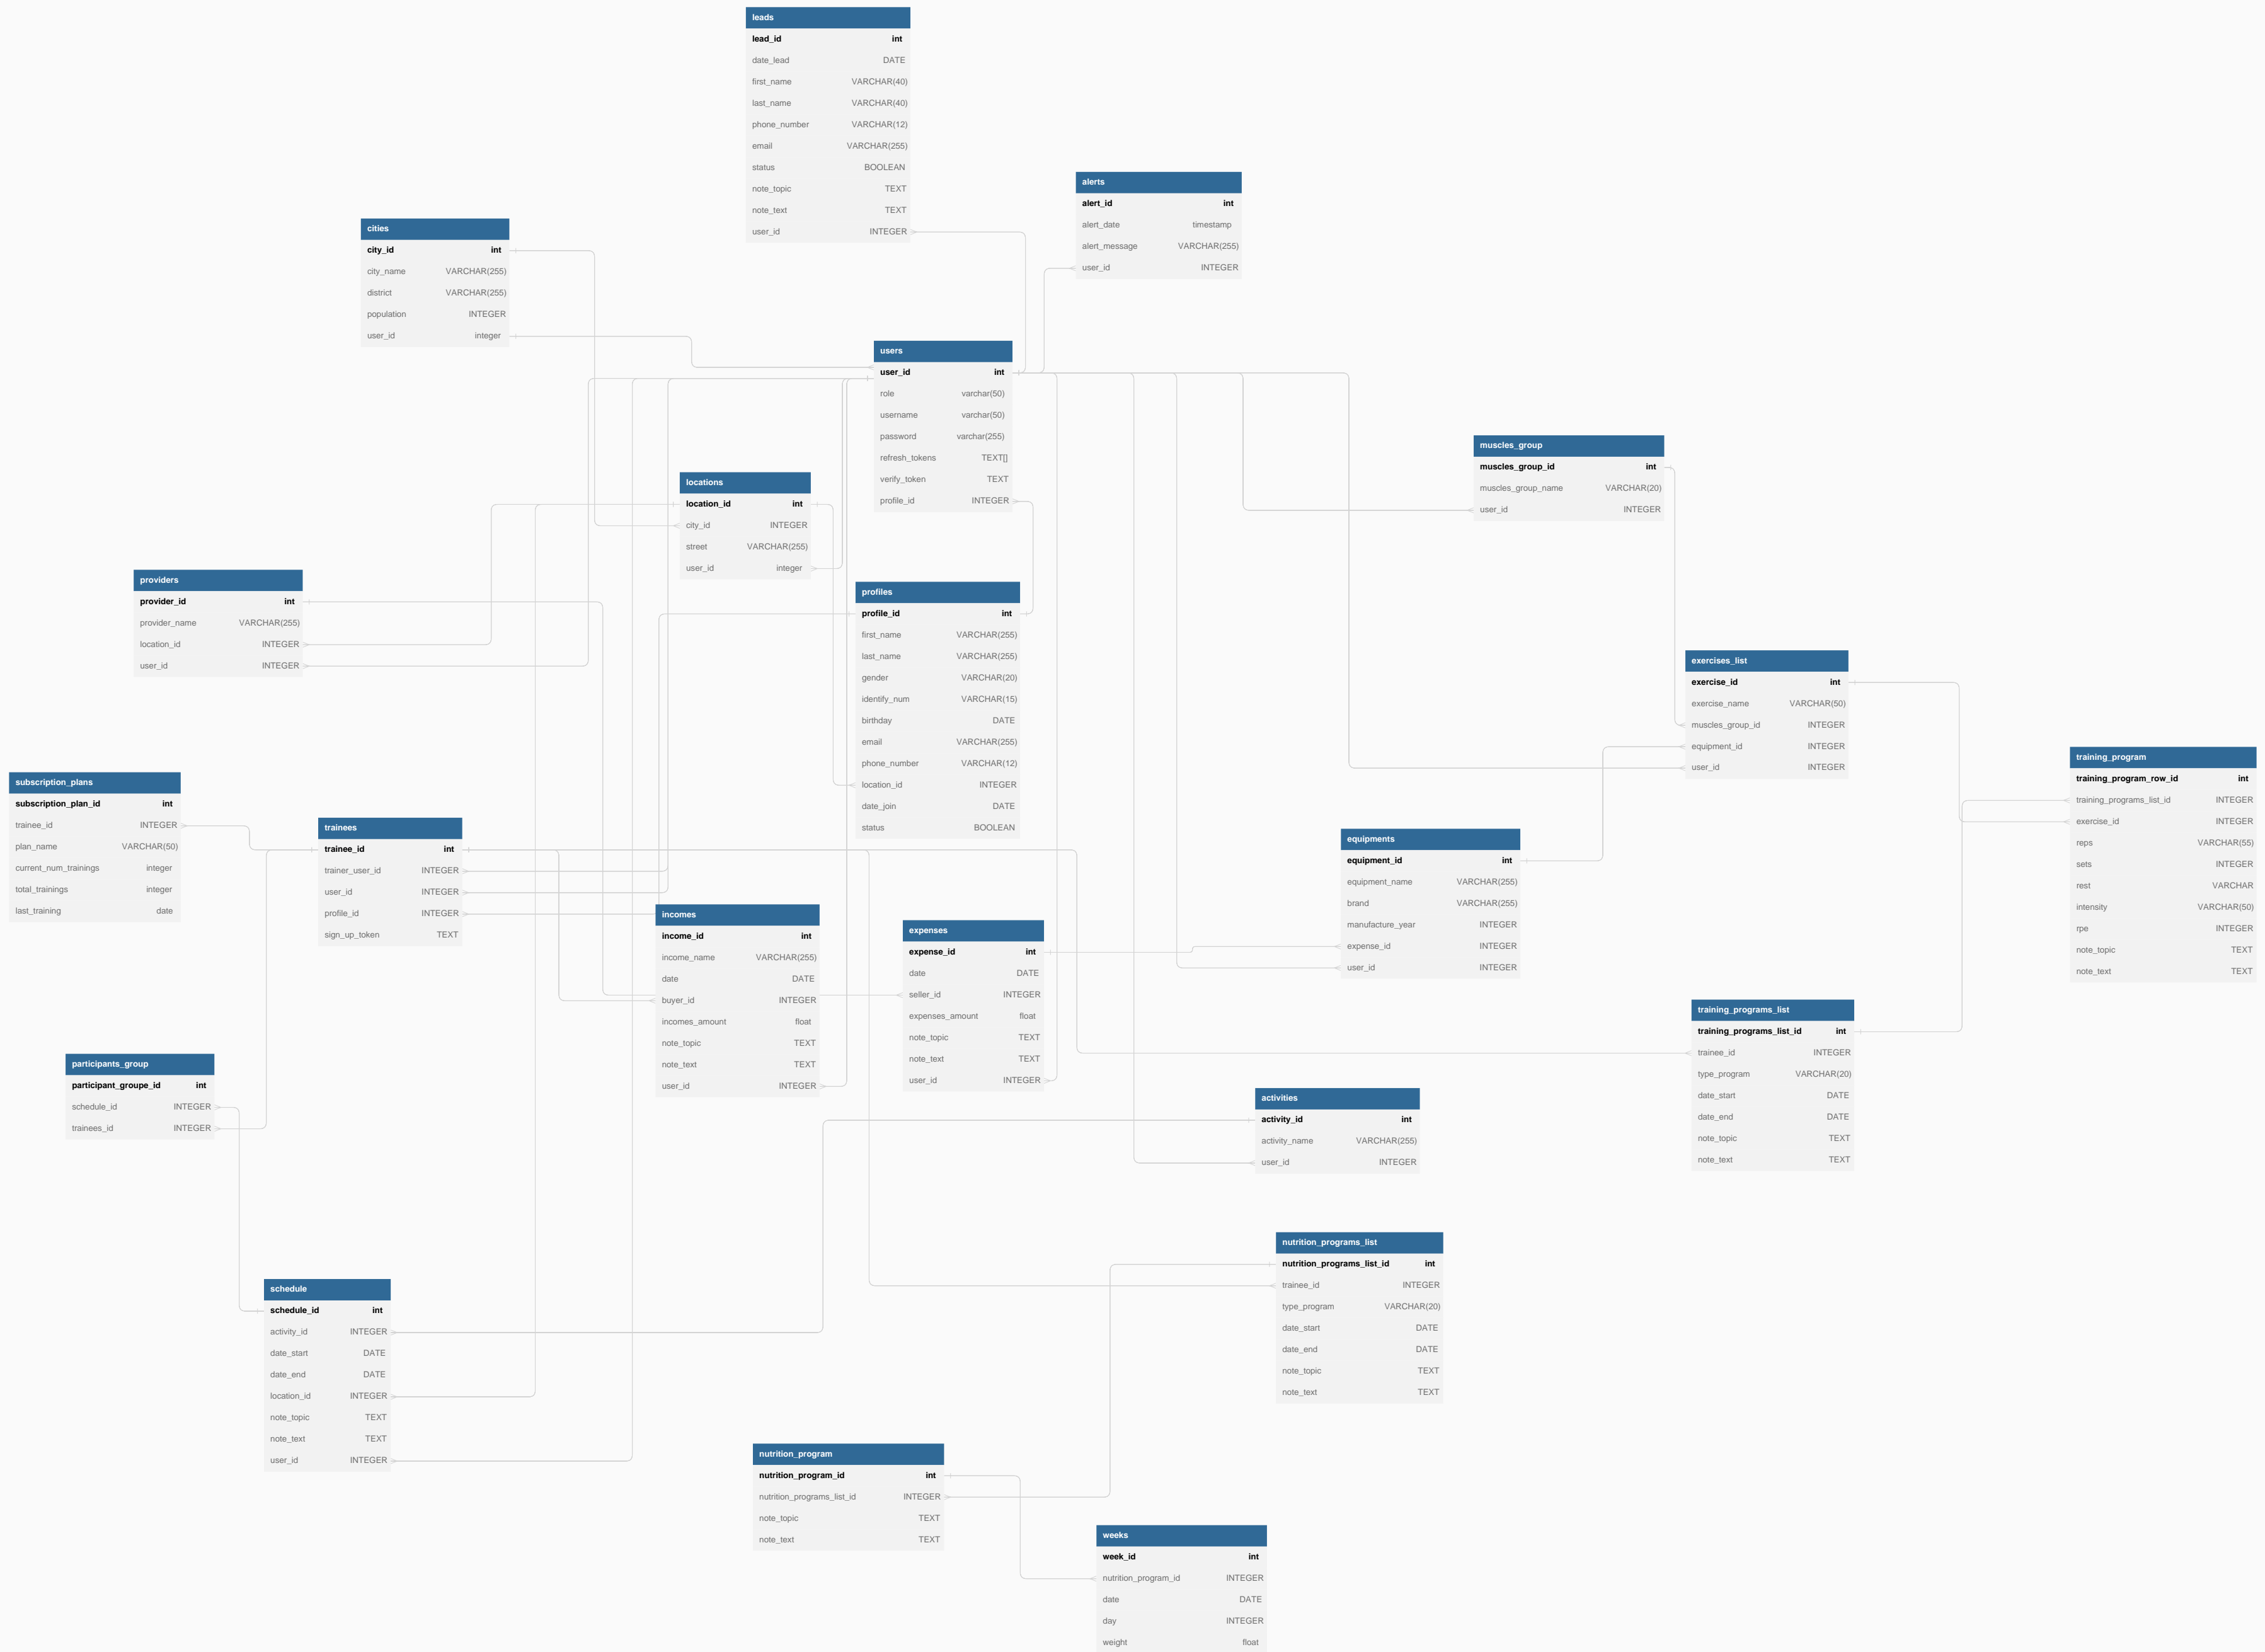 leads
lead_id int
date_lead DATE
first_name VARCHAR(40)
last_name VARCHAR(40)
phone_number VARCHAR(12)
email VARCHAR(255)
status BOOLEAN
note_topic TEXT
note_text TEXT
user_id INTEGER
alerts
alert_id int
alert_date timestamp
alert_message VARCHAR(255)
user_id INTEGER
cities
city_id int
city_name VARCHAR(255)
district VARCHAR(255)
population INTEGER
user_id integer
users
user_id int
role varchar(50)
username varchar(50)
password varchar(255)
refresh_tokens TEXT[]
verify_token TEXT
profile_id INTEGER
muscles_group
muscles_group_id int
muscles_group_name VARCHAR(20)
user_id INTEGER
locations
location_id int
city_id INTEGER
street VARCHAR(255)
user_id integer
providers
provider_id int
provider_name VARCHAR(255)
location_id INTEGER
user_id INTEGER
profiles
profile_id int
first_name VARCHAR(255)
last_name VARCHAR(255)
gender VARCHAR(20)
identify_num VARCHAR(15)
birthday DATE
email VARCHAR(255)
phone_number VARCHAR(12)
location_id INTEGER
date_join DATE
status BOOLEAN
exercises_list
exercise_id int
exercise_name VARCHAR(50)
muscles_group_id INTEGER
equipment_id INTEGER
user_id INTEGER
training_program
training_program_row_id int
training_programs_list_id INTEGER
exercise_id INTEGER
reps VARCHAR(55)
sets INTEGER
rest VARCHAR
intensity VARCHAR(50)
rpe INTEGER
note_topic TEXT
note_text TEXT
subscription_plans
subscription_plan_id int
trainee_id INTEGER
plan_name VARCHAR(50)
current_num_trainings integer
total_trainings integer
last_training date
trainees
trainee_id int
trainer_user_id INTEGER
user_id INTEGER
profile_id INTEGER
sign_up_token TEXT
equipments
equipment_id int
equipment_name VARCHAR(255)
brand VARCHAR(255)
manufacture_year INTEGER
expense_id INTEGER
user_id INTEGER
incomes
income_id int
income_name VARCHAR(255)
date DATE
buyer_id INTEGER
incomes_amount float
note_topic TEXT
note_text TEXT
user_id INTEGER
expenses
expense_id int
date DATE
seller_id INTEGER
expenses_amount float
note_topic TEXT
note_text TEXT
user_id INTEGER
training_programs_list
training_programs_list_id int
trainee_id INTEGER
type_program VARCHAR(20)
date_start DATE
date_end DATE
note_topic TEXT
note_text TEXT
participants_group
participant_groupe_id int
schedule_id INTEGER
trainees_id INTEGER
activities
activity_id int
activity_name VARCHAR(255)
user_id INTEGER
nutrition_programs_list
nutrition_programs_list_id int
trainee_id INTEGER
type_program VARCHAR(20)
date_start DATE
date_end DATE
note_topic TEXT
note_text TEXT
schedule
schedule_id int
activity_id INTEGER
date_start DATE
date_end DATE
location_id INTEGER
note_topic TEXT
note_text TEXT
user_id INTEGER
nutrition_program
nutrition_program_id int
nutrition_programs_list_id INTEGER
note_topic TEXT
note_text TEXT
weeks
week_id int
nutrition_program_id INTEGER
date DATE
day INTEGER
weight float